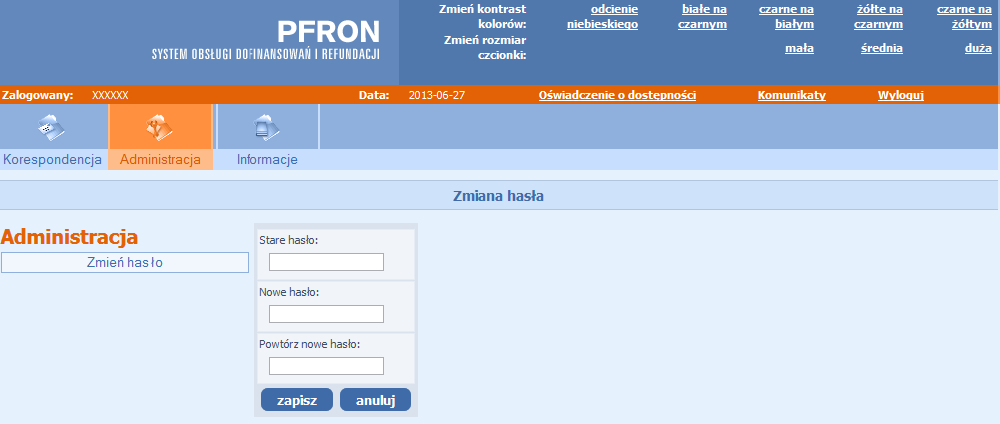 PFRON
SYSTEM OBSŁUGI DOFINANSOWAŃ I REFUNDACJI
Zmień kontrast kolorów:
odcienie niebieskiego
białe na czarnym
czarne na białym
żółte na czarnym
czarne na żółtym
Zmień rozmiar czcionki:
mała
średnia
duża
Zalogowany: XXXXXX Data: 2013-06-27 Oświadczenie o dostępności Komunikaty Wyloguj
Korespondencja Administracja Informacje
Zmiana hasła
Administracja
Zmień hasło
Stare hasło:
Nowe hasło:
Powtórz nowe hasło:
zapisz anuluj